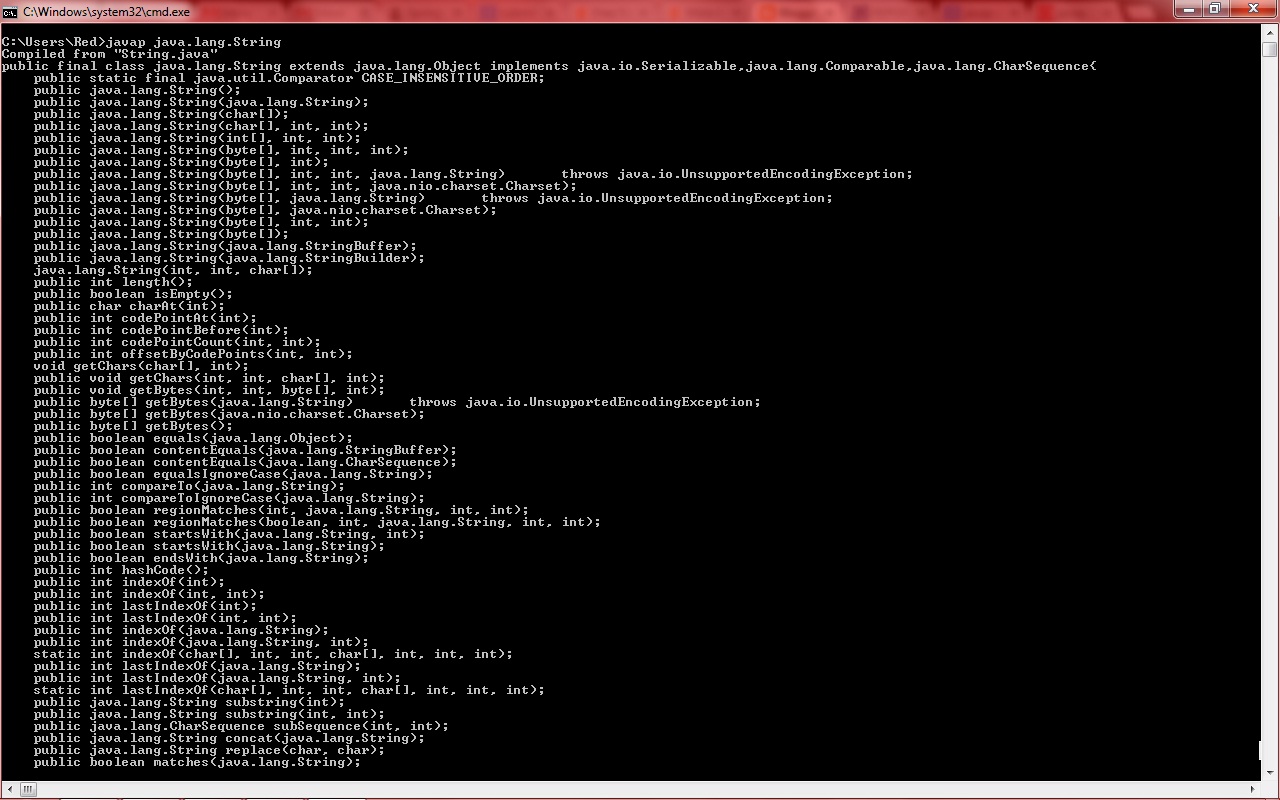 C:\Windows\system32\cmd.exe
C:\Users\Red>javap java.lang.String
Compiled from "String.java"
public final class java.lang.String extends java.lang.Object implements java.io.Serializable,java.lang.Comparable,java.lang.CharSequence{
    public static final java.util.Comparator CASE_INSENSITIVE_ORDER;
    public java.lang.String();
    public java.lang.String(java.lang.String);
    public java.lang.String(char[]);
    public java.lang.String(char[], int, int);
    public java.lang.String(int[], int, int);
    public java.lang.String(byte[], int, int, int);
    public java.lang.String(byte[], int);
    public java.lang.String(byte[], int, int, java.lang.String)       throws java.io.UnsupportedEncodingException;
    public java.lang.String(byte[], int, int, java.nio.charset.Charset);
    public java.lang.String(byte[], java.lang.String)       throws java.io.UnsupportedEncodingException;
    public java.lang.String(byte[], java.nio.charset.Charset);
    public java.lang.String(byte[], int, int);
    public java.lang.String(byte[]);
    public java.lang.String(java.lang.StringBuffer);
    public java.lang.String(java.lang.StringBuilder);
    java.lang.String(int, int, char[]);
    public int length();
    public boolean isEmpty();
    public char charAt(int);
    public int codePointAt(int);
    public int codePointBefore(int);
    public int codePointCount(int, int);
    public int offsetByCodePoints(int, int);
    void getChars(char[], int);
    public void getChars(int, int, char[], int);
    public void getBytes(int, int, byte[], int);
    public byte[] getBytes(java.lang.String)       throws java.io.UnsupportedEncodingException;
    public byte[] getBytes(java.nio.charset.Charset);
    public byte[] getBytes();
    public boolean equals(java.lang.Object);
    public boolean contentEquals(java.lang.StringBuffer);
    public boolean contentEquals(java.lang.CharSequence);
    public boolean equalsIgnoreCase(java.lang.String);
    public int compareTo(java.lang.String);
    public int compareToIgnoreCase(java.lang.String);
    public boolean regionMatches(int, java.lang.String, int, int);
    public boolean regionMatches(boolean, int, java.lang.String, int, int);
    public boolean startsWith(java.lang.String, int);
    public boolean startsWith(java.lang.String);
    public boolean endsWith(java.lang.String);
    public int hashCode();
    public int indexOf(int);
    public int indexOf(int, int);
    public int lastIndexOf(int);
    public int lastIndexOf(int, int);
    public int indexOf(java.lang.String);
    public int indexOf(java.lang.String, int);
    static int indexOf(char[], int, int, char[], int, int, int);
    public int lastIndexOf(java.lang.String);
    public int lastIndexOf(java.lang.String, int);
    static int lastIndexOf(char[], int, int, char[], int, int, int);
    public java.lang.String substring(int);
    public java.lang.String substring(int, int);
    public java.lang.CharSequence subSequence(int, int);
    public java.lang.String concat(java.lang.String);
    public java.lang.String replace(char, char);
    public boolean matches(java.lang.String);